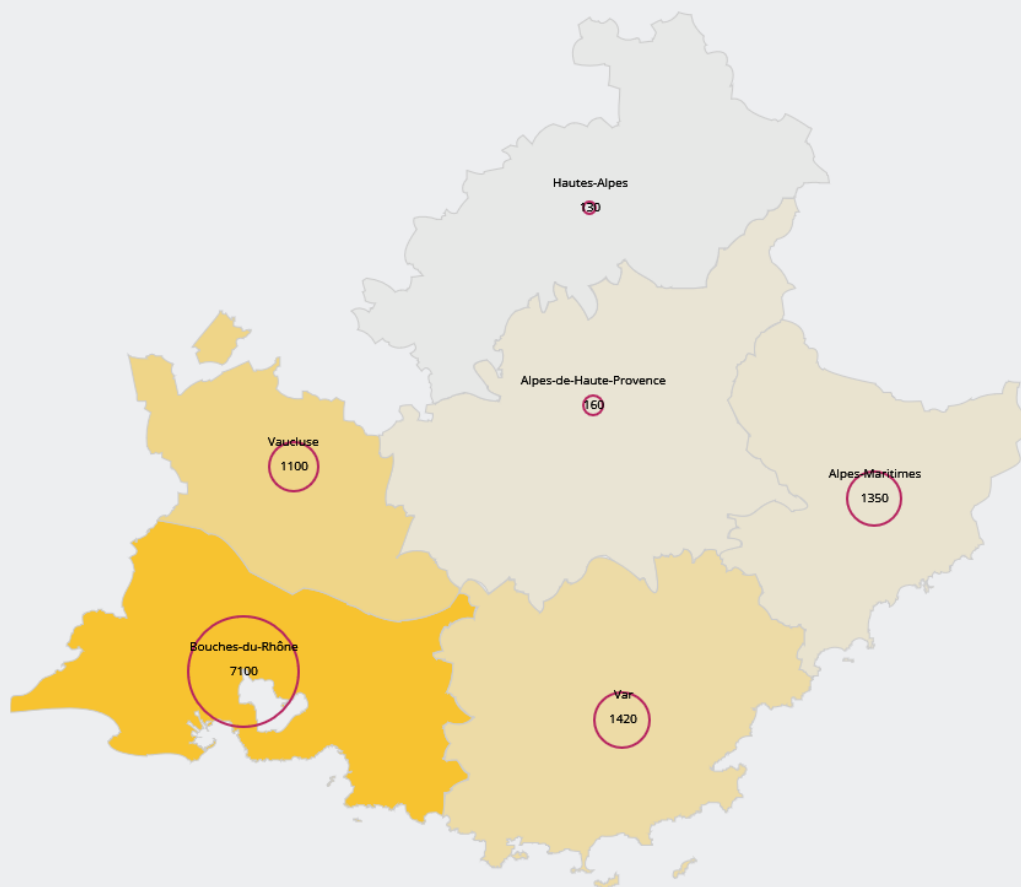 Hautes-Alpes
130
Alpes-de-Haute-Provence
160
Vaucluse
1100
Alpes-Maritimes
1350
Bouches-du-Rhône
7100
Var
1420